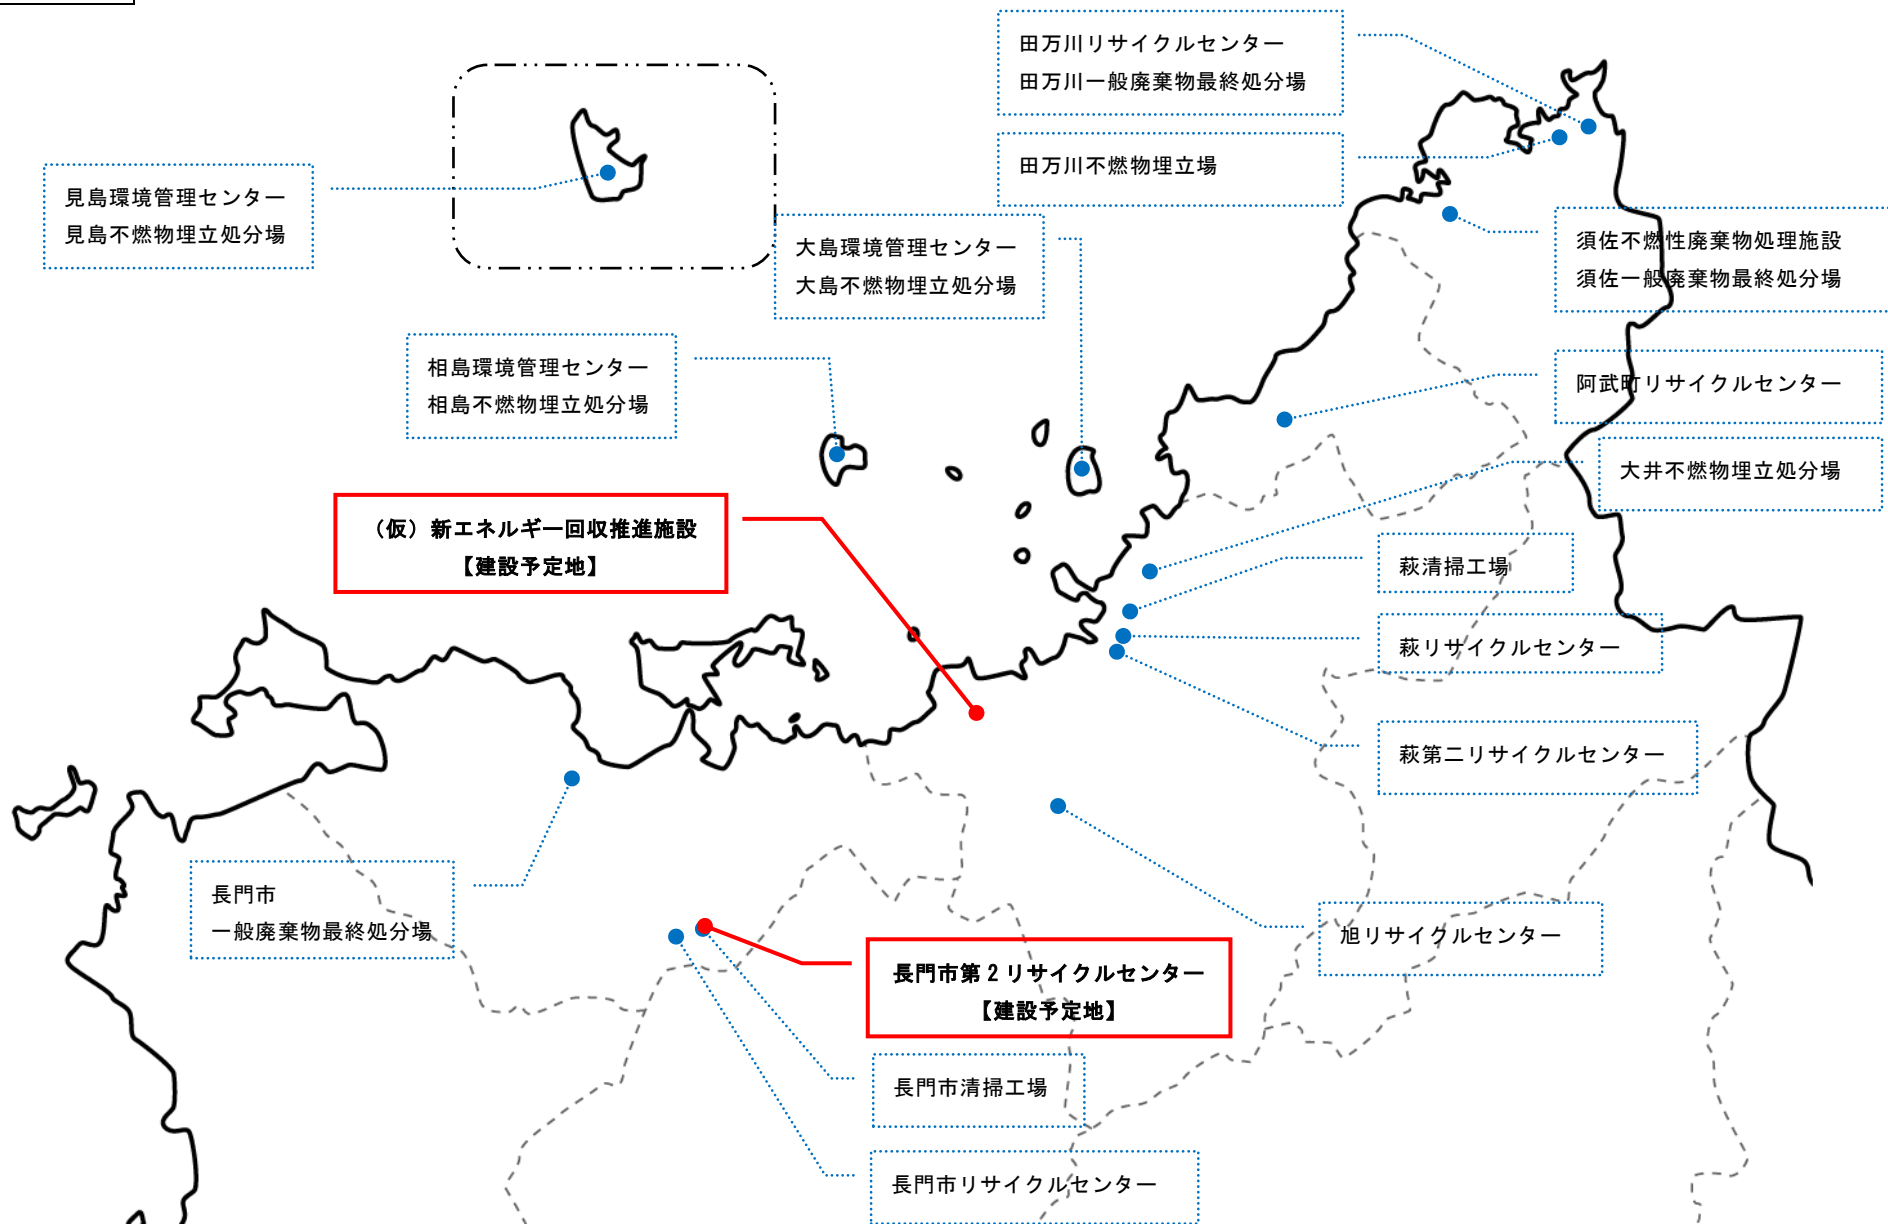 田万川リサイクルセンター
田万川一般廃棄物最終処分場
田万川不燃物埋立場
見島環境管理センター
見島不燃物埋立処分場
大島環境管理センター
大島不燃物埋立処分場
須佐不燃性廃棄物処理施設
須佐一般廃棄物最終処分場
相島環境管理センター
相島不燃物埋立処分場
阿武町リサイクルセンター
大井不燃物埋立処分場
（仮）新エネルギー回収推進施設
【建設予定地】
萩清掃工場
萩リサイクルセンター
萩第二リサイクルセンター
長門市
一般廃棄物最終処分場
旭リサイクルセンター
長門市第２リサイクルセンター
【建設予定地】
長門市清掃工場
長門市リサイクルセンター